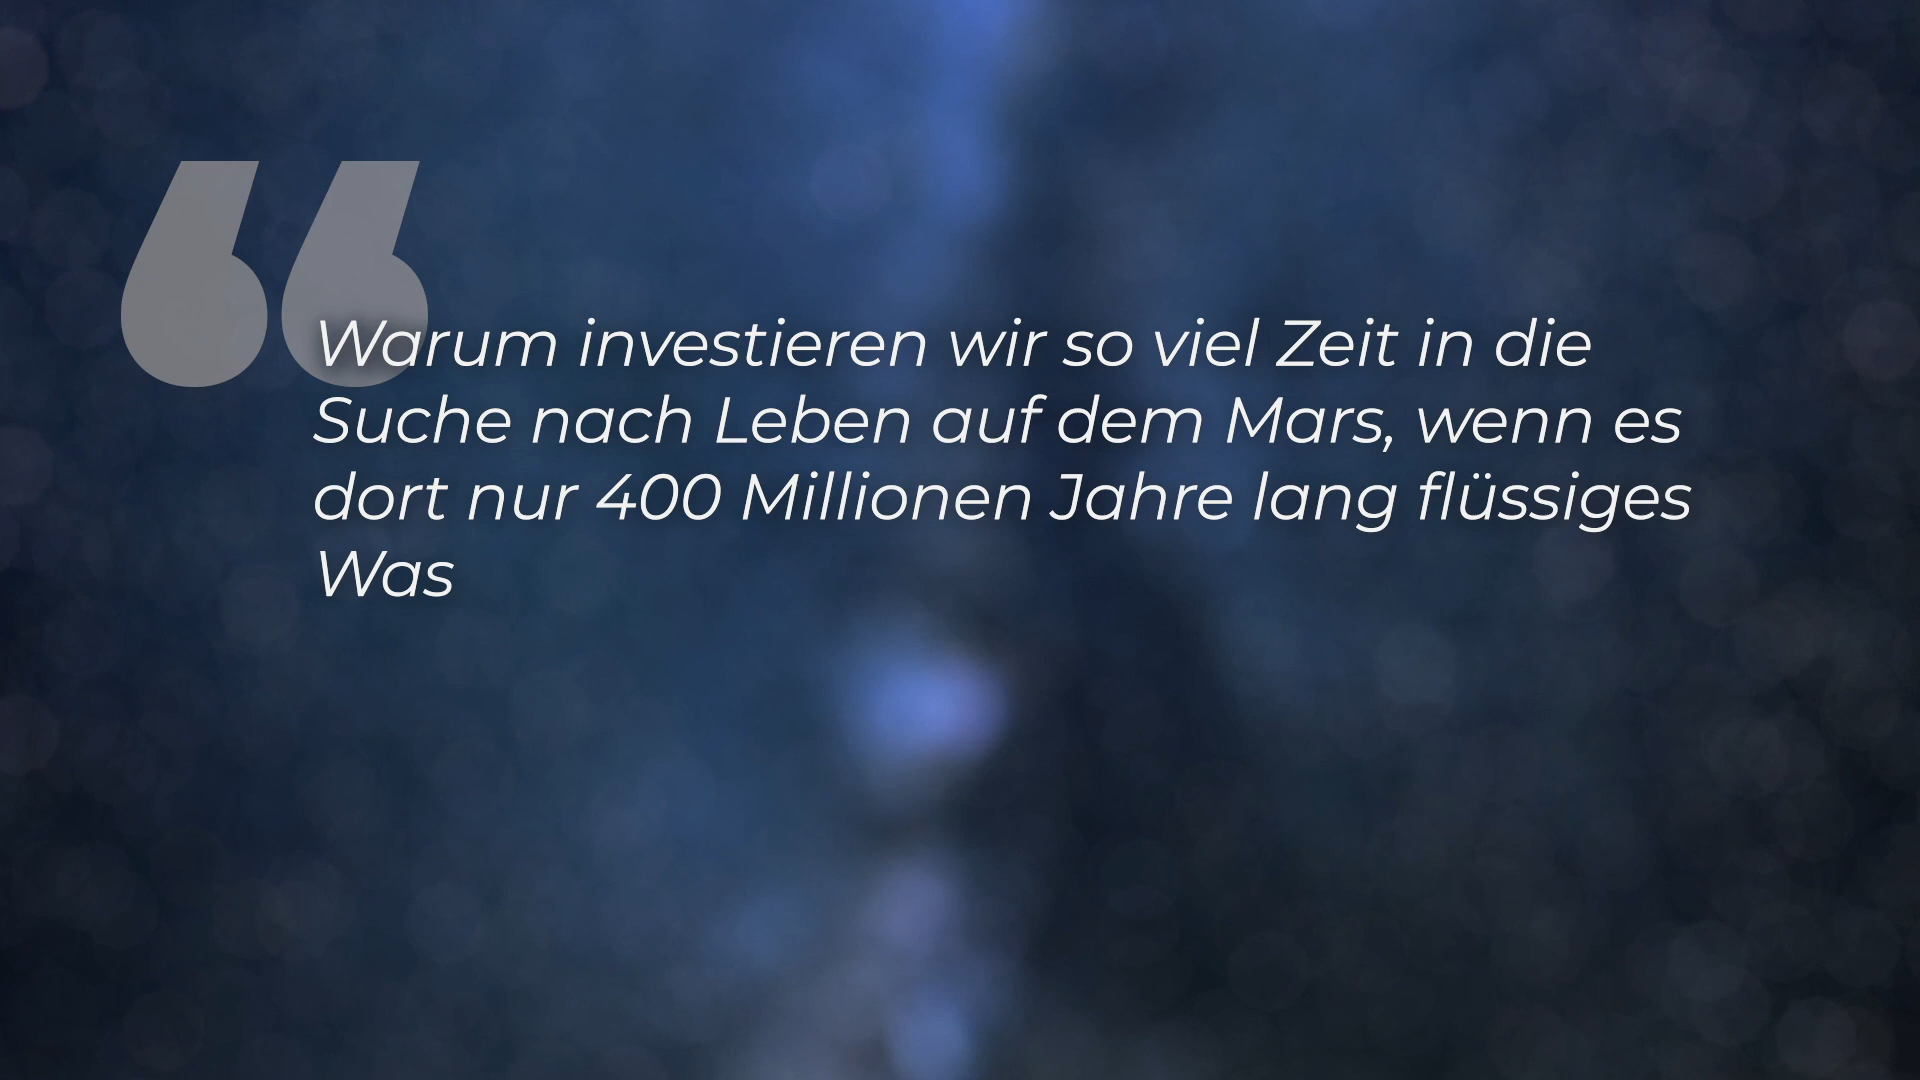 Warum investieren wir so viel Zeit in die
Suche nach Leben auf dem Mars, wenn es
dort nur 400 Millionen Jahre lang flüssiges
Was